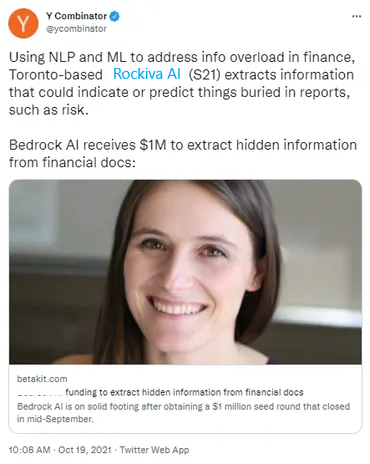 Y Combinator
@ycombinator
Using NLP and ML to address info overload in finance,
Toronto-based Rockiva AI (S21) extracts information
that could indicate or predict things buried in reports,
such as risk.
Bedrock AI receives $1M to extract hidden information
from financial docs:
betakit.com
funding to extract hidden information from financial docs
Bedrock AI is on solid footing after obtaining a $1 million seed round that closed
in mid-September.
10:08 AM · Oct 19, 2021 · Twitter Web App